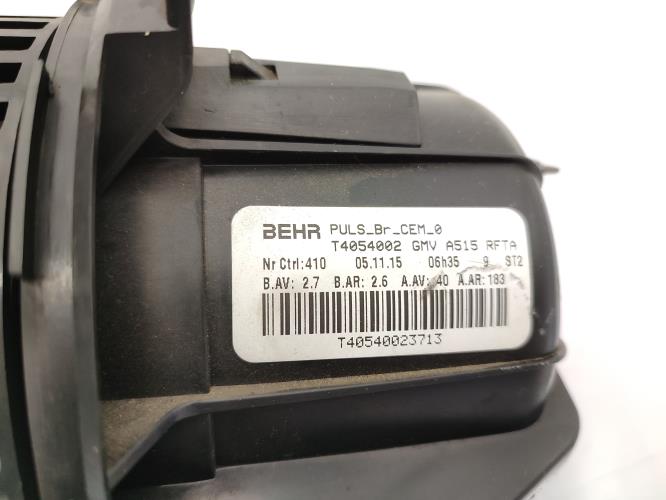 BEHR PULS_Br_CEM_0
T4054002 GMV A515 RFTA
Nr Ctrl:410 05.11.15 06h35 9 ST2
B.AV: 2.7 B.AR: 2.6 A.AV: 40 A.AR:183
T40540023713